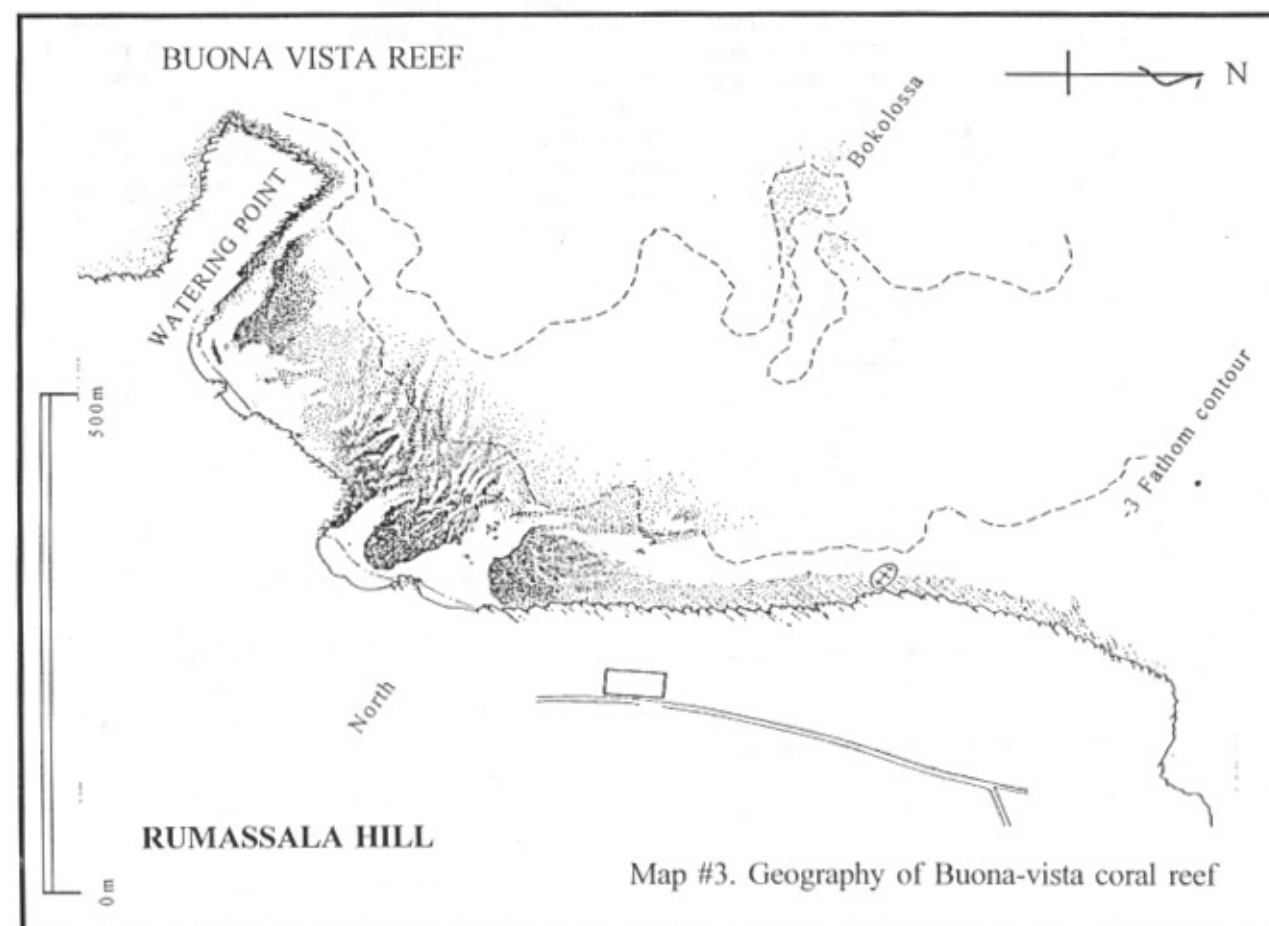 BUONA VISTA REEF
N
Bokolossa
WATERING POINT
500m
-3 Fathom contour
North
RUMASSALA HILL
0m
Map #3. Geography of Buona-vista coral reef